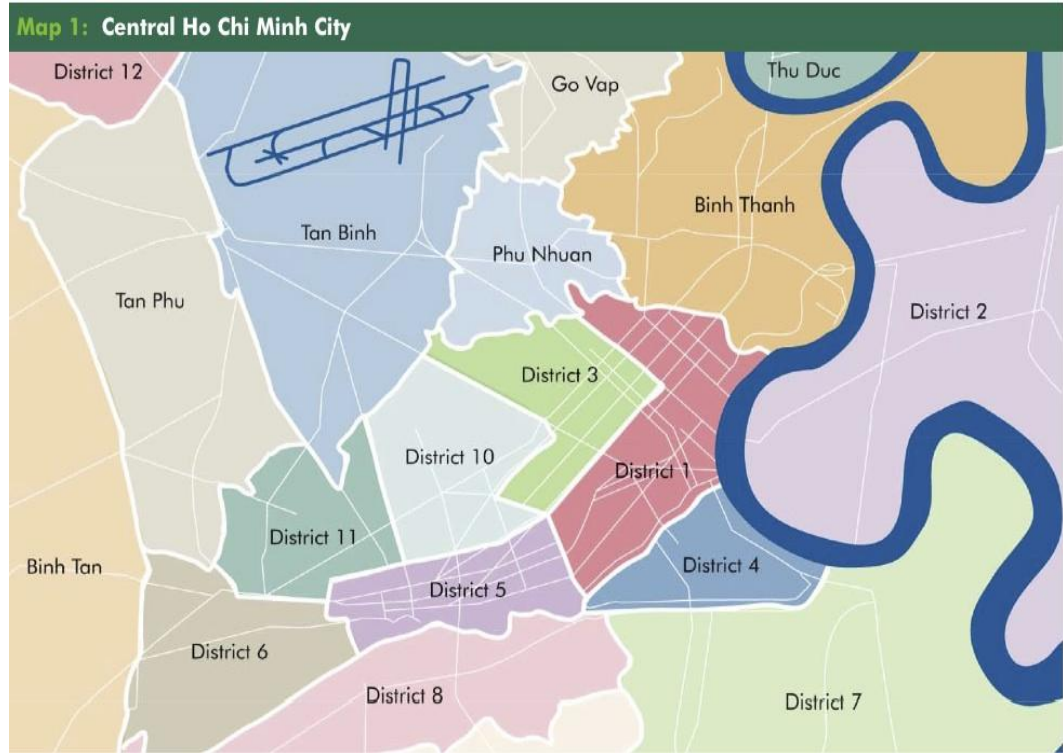 Map 1: Central Ho Chi Minh City
District 12
Go Vap
Thu Duc
Tan Binh
Binh Thanh
Phu Nhuan
Tan Phu
District 2
District 3
District 10
District 1
District 11
District 4
Binh Tan
District 5
District 6
District 8
District 7